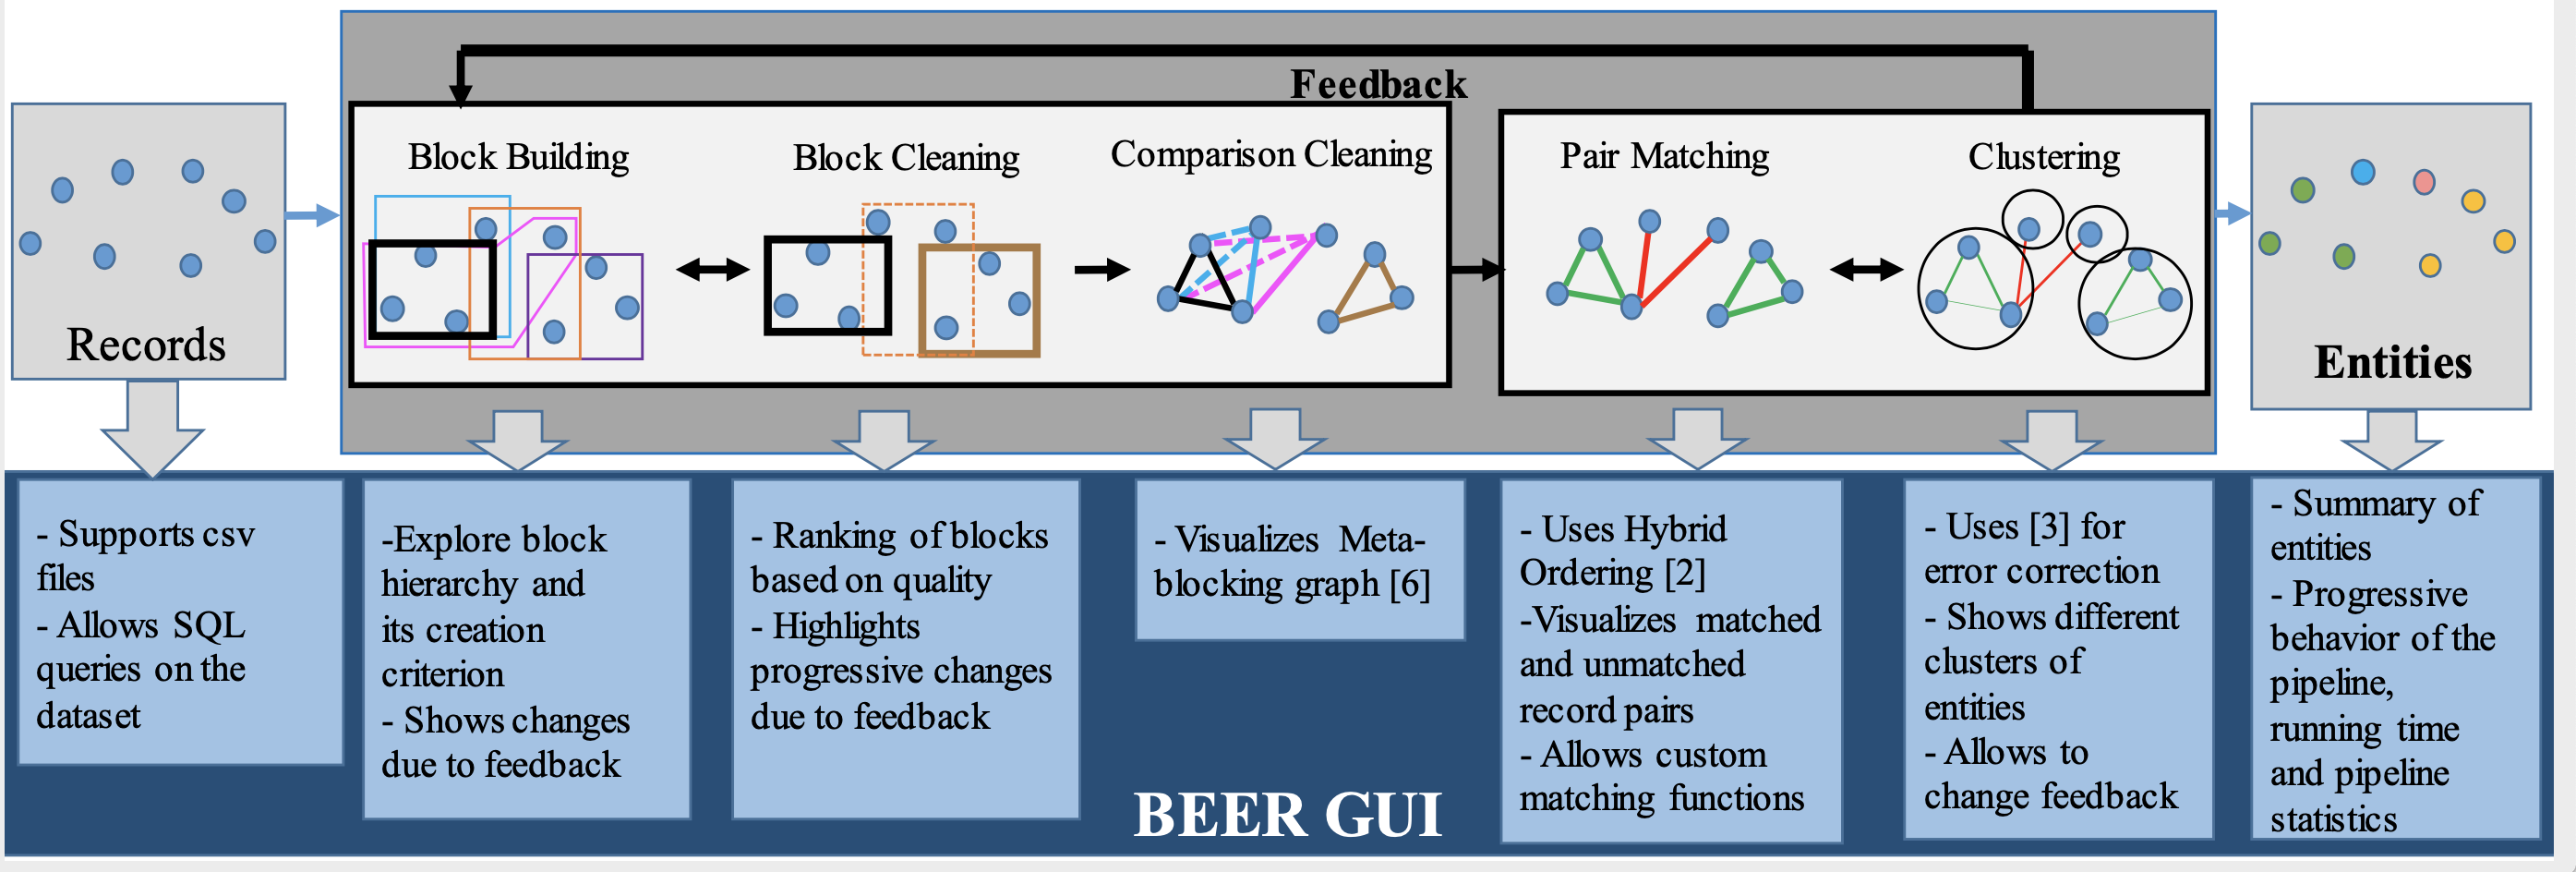 Feedback
Records
Block Building
Block Cleaning
Comparison Cleaning
Pair Matching
Clustering
Entities
- Supports csv
files
- Allows SQL
queries on the
dataset
-Explore block
hierarchy and
its creation
criterion
- Shows changes
due to feedback
- Ranking of blocks
based on quality
- Highlights
progressive changes
due to feedback
- Visualizes Meta-
blocking graph [6]
- Uses Hybrid
Ordering [2]
-Visualizes matched
and unmatched
record pairs
- Allows custom
matching functions
- Uses [3] for
error correction
- Shows different
clusters of
entities
- Allows to
change feedback
- Summary of
entities
- Progressive
behavior of the
pipeline,
running time
and pipeline
statistics
BEER GUI